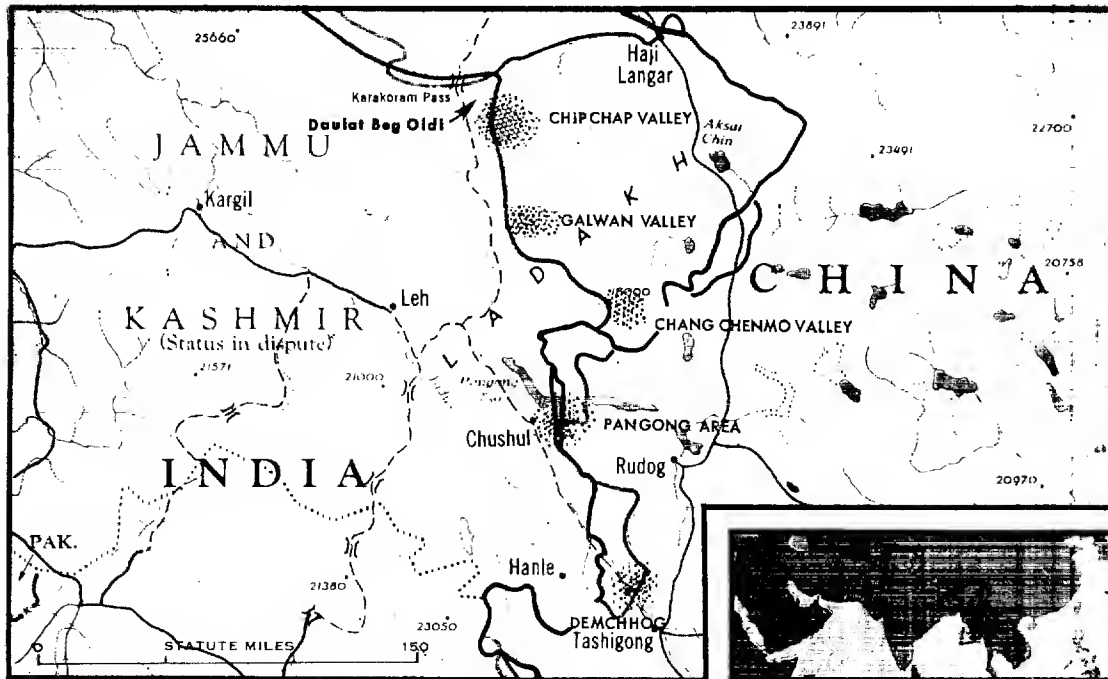 25660
23891
Haji
Langar
Karakoram Pass
Daulat Beg Oldi
CHIP CHAP VALLEY
Aksai
Chin
22700
23491
JAMMU
Kargil
AND
GALWAN VALLEY
LADAKH
CHINA
20758
Leh
KASHMIR
(Status in dispute)
CHANG CHENMO VALLEY
21571
21000
Pangong
Chushul
PANGONG AREA
Rudog
INDIA
20970
PAK.
Hanle
21380
DEMCHHOG
Tashigong
23050
0 STATUTE MILES 150